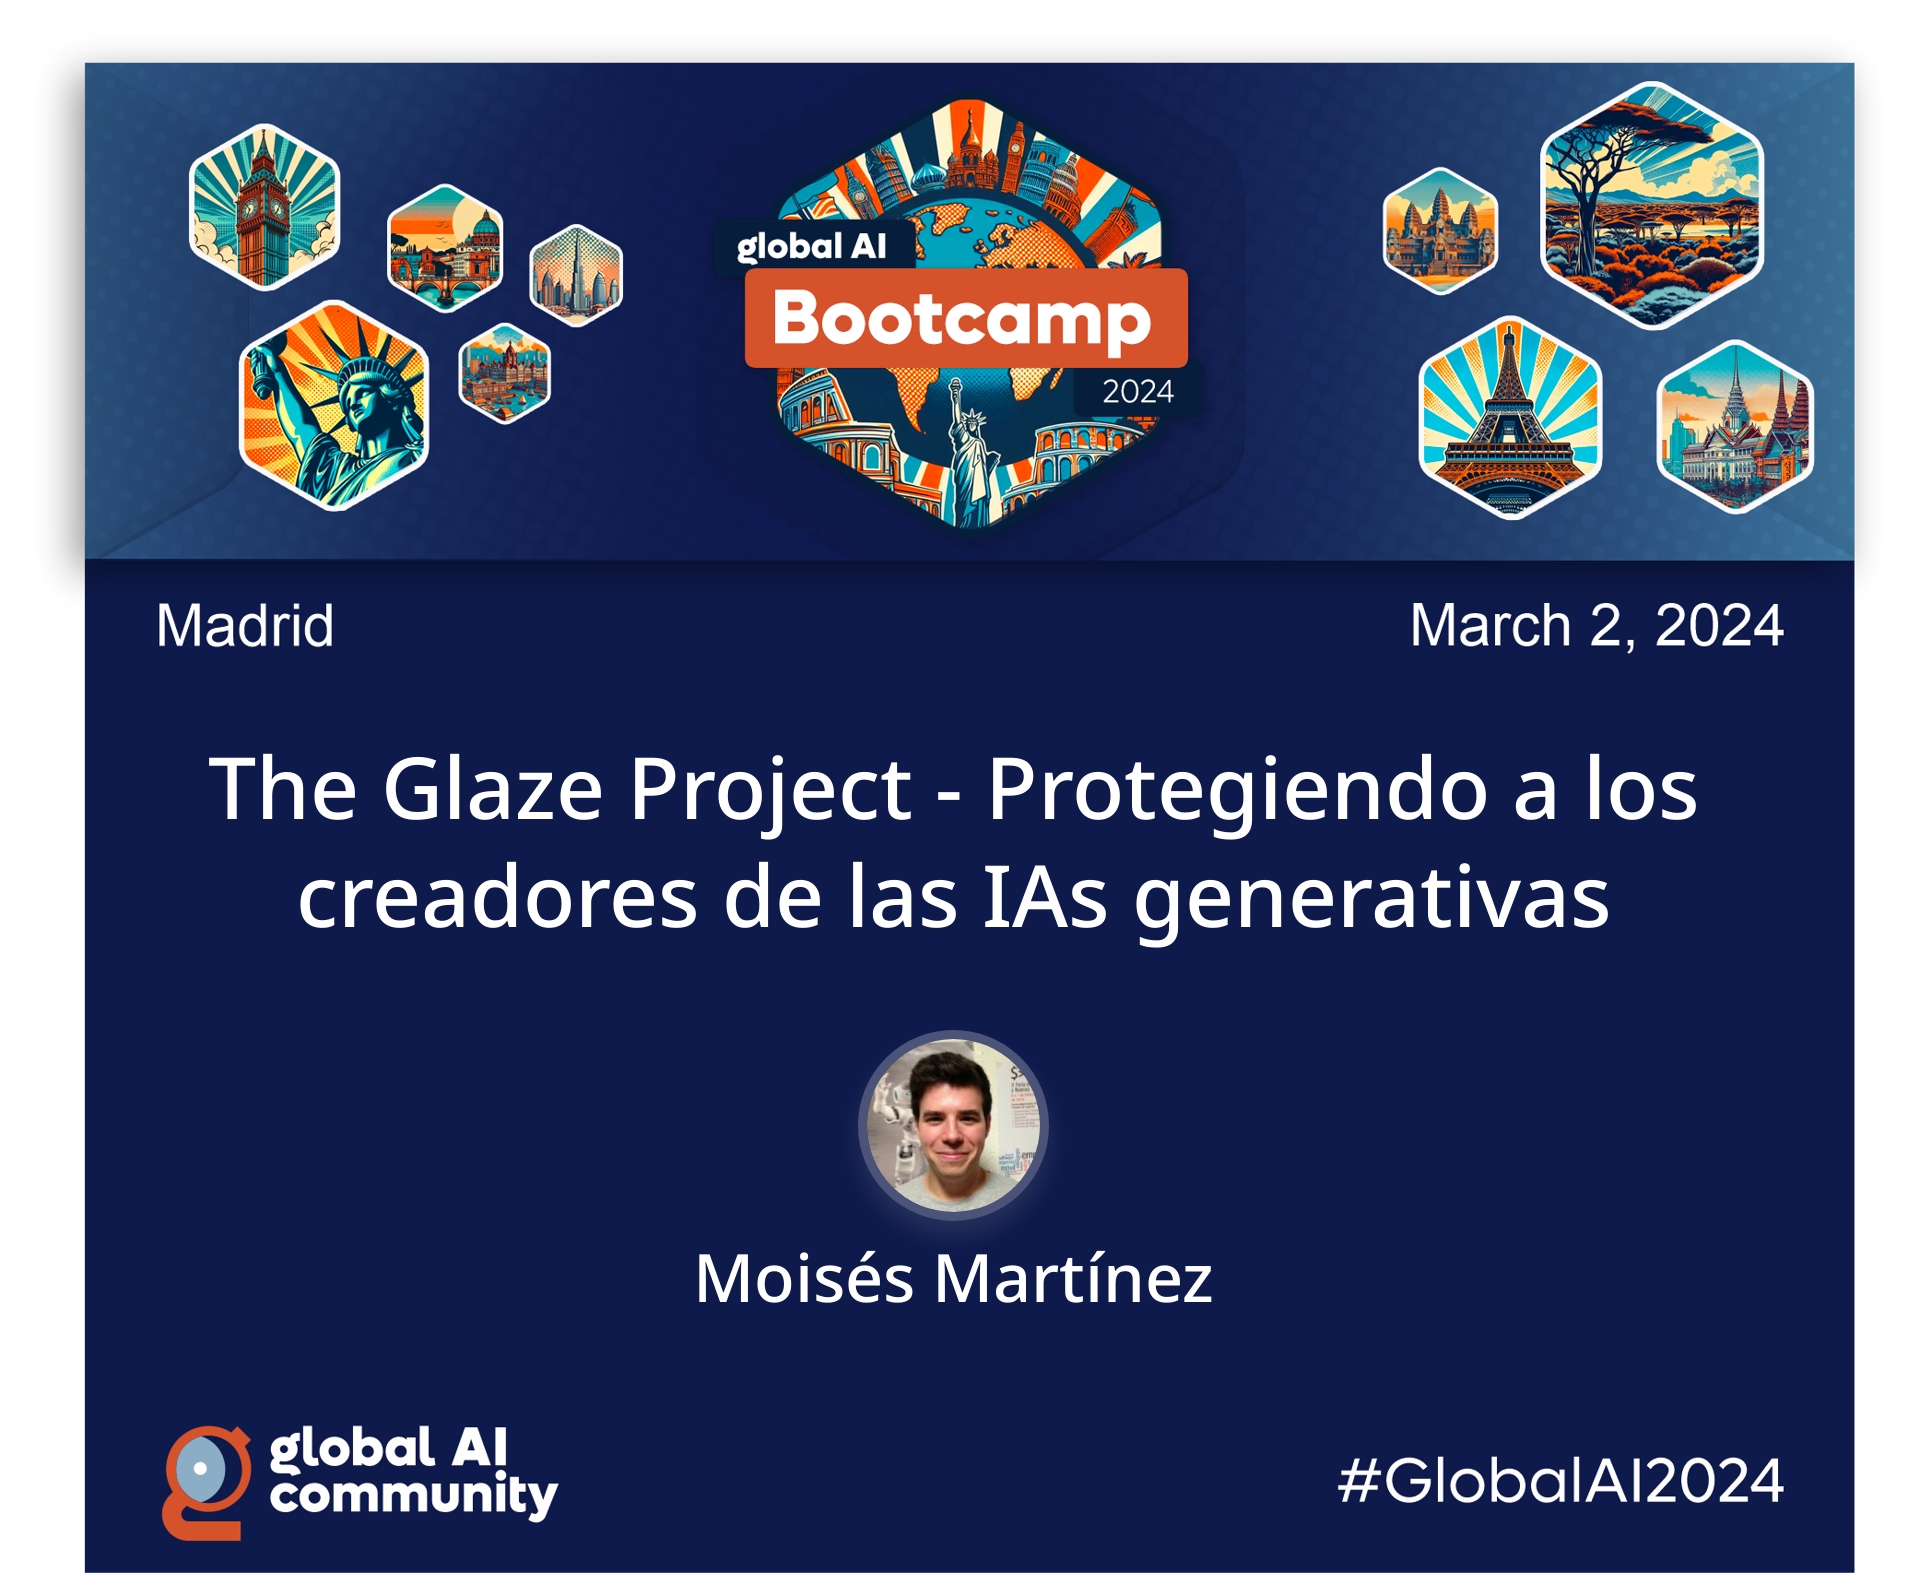 global AI
Bootcamp
2024
Madrid
March 2, 2024
The Glaze Project - Protegiendo a los
creadores de las IAs generativas
Moisés Martínez
global AI
community
#GlobalAI2024